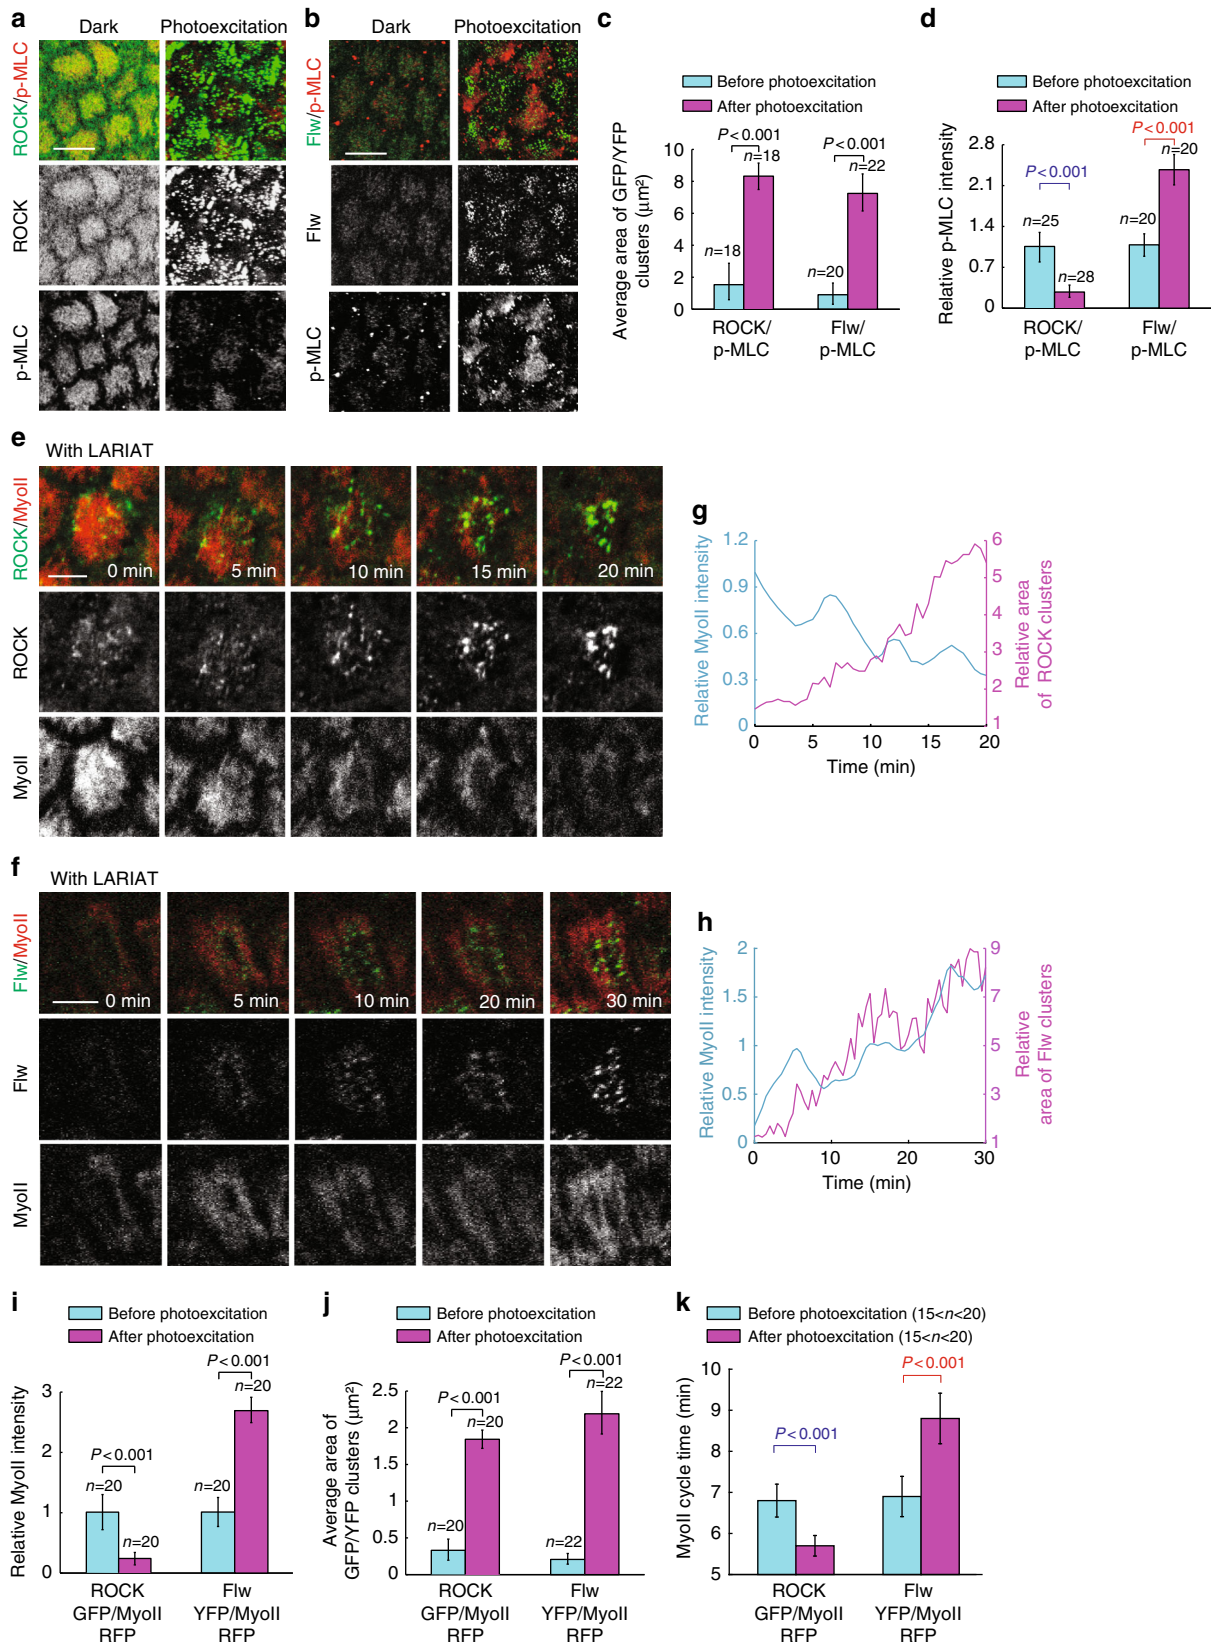 a
Dark
Photoexcitation
ROCK/p-MLC
ROCK
p-MLC
b
Dark
Photoexcitation
Flw/p-MLC
Flw
p-MLC
c
Before photoexcitation
After photoexcitation
Average area of GFP/YFP
clusters (μm²)
10
8
6
4
2
0
P < 0.001
n=18
n=18
P < 0.001
n=22
n=20
ROCK/
p-MLC
Flw/
p-MLC
d
Before photoexcitation
After photoexcitation
Relative p-MLC intensity
2.8
2.1
1.4
0.7
0
P < 0.001
n=25
n=28
P < 0.001
n=20
n=20
ROCK/
p-MLC
Flw/
p-MLC
e
With LARIAT
ROCK/MyoII
0 min
5 min
10 min
15 min
20 min
ROCK
MyoII
g
Relative MyoII intensity
1.2
0.9
0.6
0.3
0
Relative area
of ROCK clusters
6
5
4
3
2
1
0
5
10
15
20
Time (min)
f
With LARIAT
Flw/MyoII
0 min
5 min
10 min
20 min
30 min
Flw
MyoII
h
Relative MyoII intensity
2
1.5
1
0.5
0
Relative
area of Flw clusters
9
7
5
3
1
0
10
20
30
Time (min)
i
Before photoexcitation
After photoexcitation
Relative MyoII intensity
3
2
1
0
P < 0.001
n=20
n=20
P < 0.001
n=20
n=20
ROCK
GFP/MyoII
RFP
Flw
YFP/MyoII
RFP
j
Before photoexcitation
After photoexcitation
Average area of
GFP/YFP clusters (μm²)
2.5
2
1.5
1
0.5
0
P < 0.001
n=20
n=20
P < 0.001
n=22
n=22
ROCK
GFP/MyoII
RFP
Flw
YFP/MyoII
RFP
k
Before photoexcitation (15<n<20)
After photoexcitation (15<n<20)
MyoII cycle time (min)
10
9
8
7
6
5
P < 0.001
P < 0.001
ROCK
GFP/MyoII
RFP
Flw
YFP/MyoII
RFP